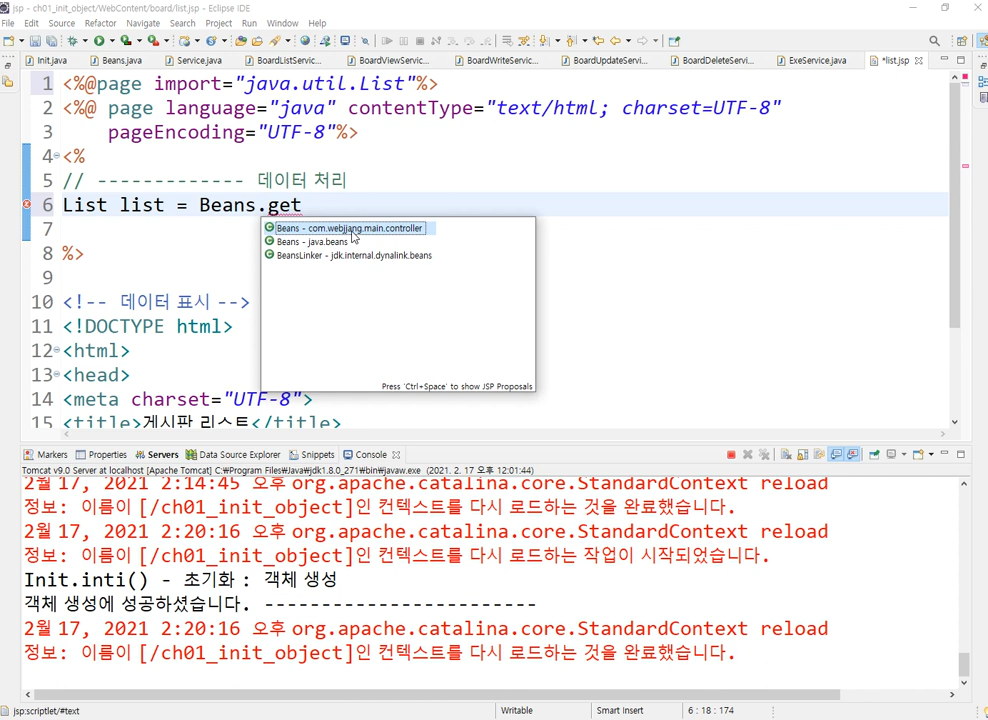 jsp - ch01_init_object/WebContent/board/list.jsp - Eclipse IDE
File Edit Source Refactor Navigate Search Project Run Window Help
Init.java Beans.java Service.java BoardListServic... BoardViewServic... BoardWriteServic... BoardUpdateServi... BoardDeleteServi... ExeService.java *list.jsp
1 <%@page import="java.util.List"%>
2 <%@ page language="java" contentType="text/html; charset=UTF-8"
3 pageEncoding="UTF-8"%>
4 <%
5 // ------------- 데이터 처리
6 List list = Beans.get
7
8 %>
9
10 <!-- 데이터 표시 -->
11 <!DOCTYPE html>
12 <html>
13 <head>
14 <meta charset="UTF-8">
15 <title>게시판 리스트</title>
Beans - com.webjjang.main.controller
Beans - java.beans
BeansLinker - jdk.internal.dynalink.beans
Press 'Ctrl+Space' to show JSP Proposals
Markers Properties Servers Data Source Explorer Snippets Console
Tomcat v9.0 Server at localhost [Apache Tomcat] C:\Program Files\Java\jdk1.8.0_271\bin\javaw.exe (2021. 2. 17 오후 12:01:44)
2월 17, 2021 2:14:45 오후 org.apache.catalina.core.StandardContext reload
정보: 이름이 [/ch01_init_object]인 컨텍스트를 다시 로드하는 것을 완료했습니다.
2월 17, 2021 2:20:16 오후 org.apache.catalina.core.StandardContext reload
정보: 이름이 [/ch01_init_object]인 컨텍스트를 다시 로드하는 작업이 시작되었습니다.
Init.inti() - 초기화 : 객체 생성
객체 생성에 성공하셨습니다. -------------------------
2월 17, 2021 2:20:16 오후 org.apache.catalina.core.StandardContext reload
정보: 이름이 [/ch01_init_object]인 컨텍스트를 다시 로드하는 것을 완료했습니다.
jsp:scriptlet/#text Writable Smart Insert 6 : 18 : 174